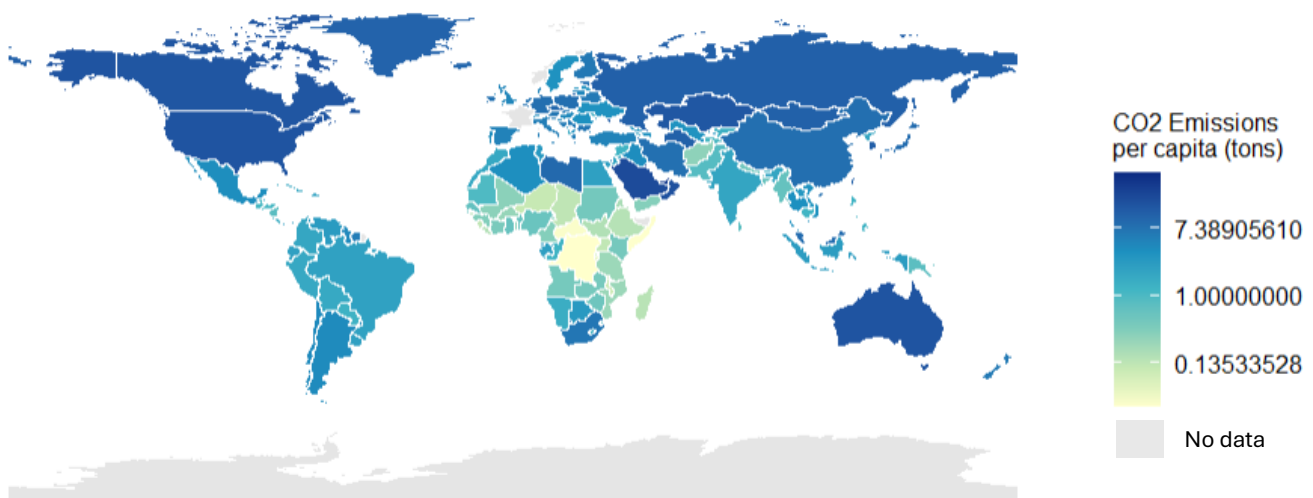 CO2 Emissions
per capita (tons)
7.38905610
1.00000000
0.13533528
No data